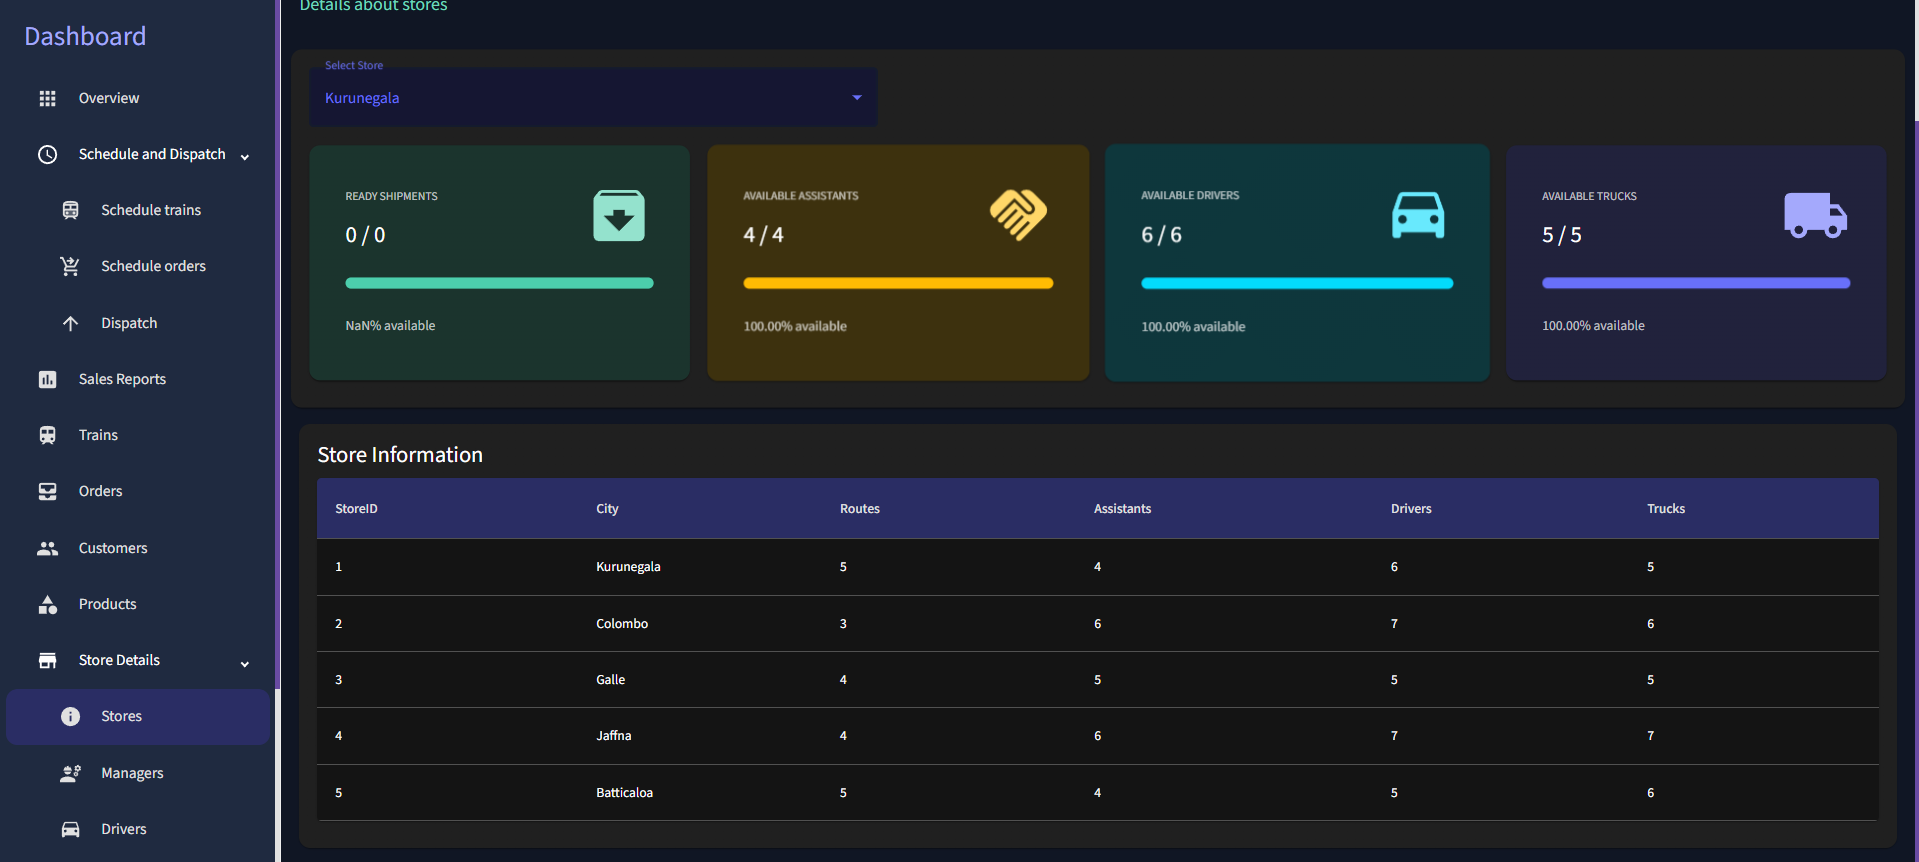 Details about stores
Dashboard
Overview
Schedule and Dispatch
Schedule trains
Schedule orders
Dispatch
Sales Reports
Trains
Orders
Customers
Products
Store Details
Stores
Managers
Drivers
Select Store
Kurunegala
READY SHIPMENTS
0 / 0
NaN% available
AVAILABLE ASSISTANTS
4 / 4
100.00% available
AVAILABLE DRIVERS
6 / 6
100.00% available
AVAILABLE TRUCKS
5 / 5
100.00% available
Store Information
StoreID City Routes Assistants Drivers Trucks
1 Kurunegala 5 4 6 5
2 Colombo 3 6 7 6
3 Galle 4 5 5 5
4 Jaffna 4 6 7 7
5 Batticaloa 5 4 5 6